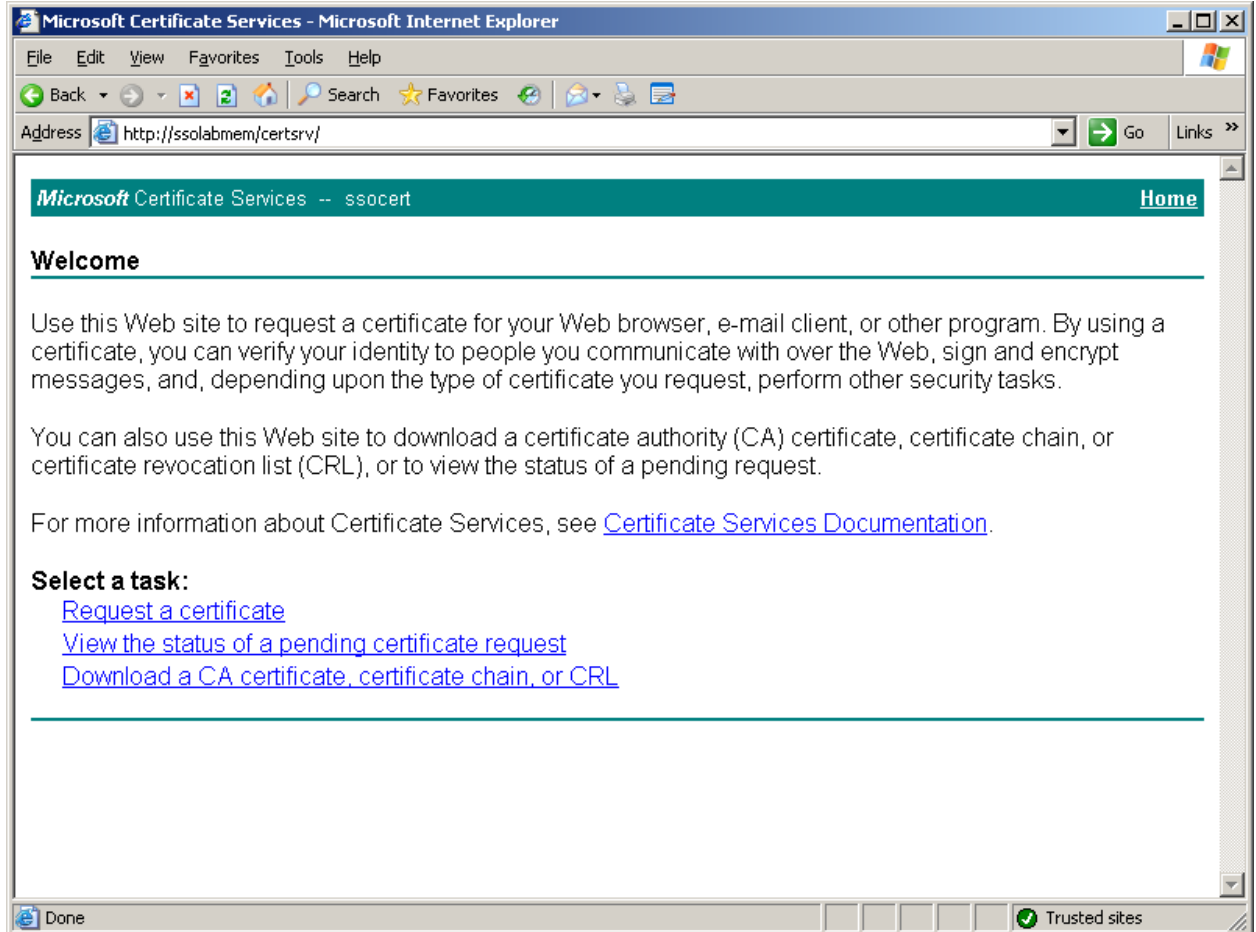 Microsoft Certificate Services - Microsoft Internet Explorer
File Edit View Favorites Tools Help
Back Search Favorites
Address http://ssolabmem/certsrv/ Go Links »
Microsoft Certificate Services -- ssocert Home
Welcome
Use this Web site to request a certificate for your Web browser, e-mail client, or other program. By using a
certificate, you can verify your identity to people you communicate with over the Web, sign and encrypt
messages, and, depending upon the type of certificate you request, perform other security tasks.
You can also use this Web site to download a certificate authority (CA) certificate, certificate chain, or
certificate revocation list (CRL), or to view the status of a pending request.
For more information about Certificate Services, see Certificate Services Documentation.
Select a task:
Request a certificate
View the status of a pending certificate request
Download a CA certificate, certificate chain, or CRL
Done Trusted sites